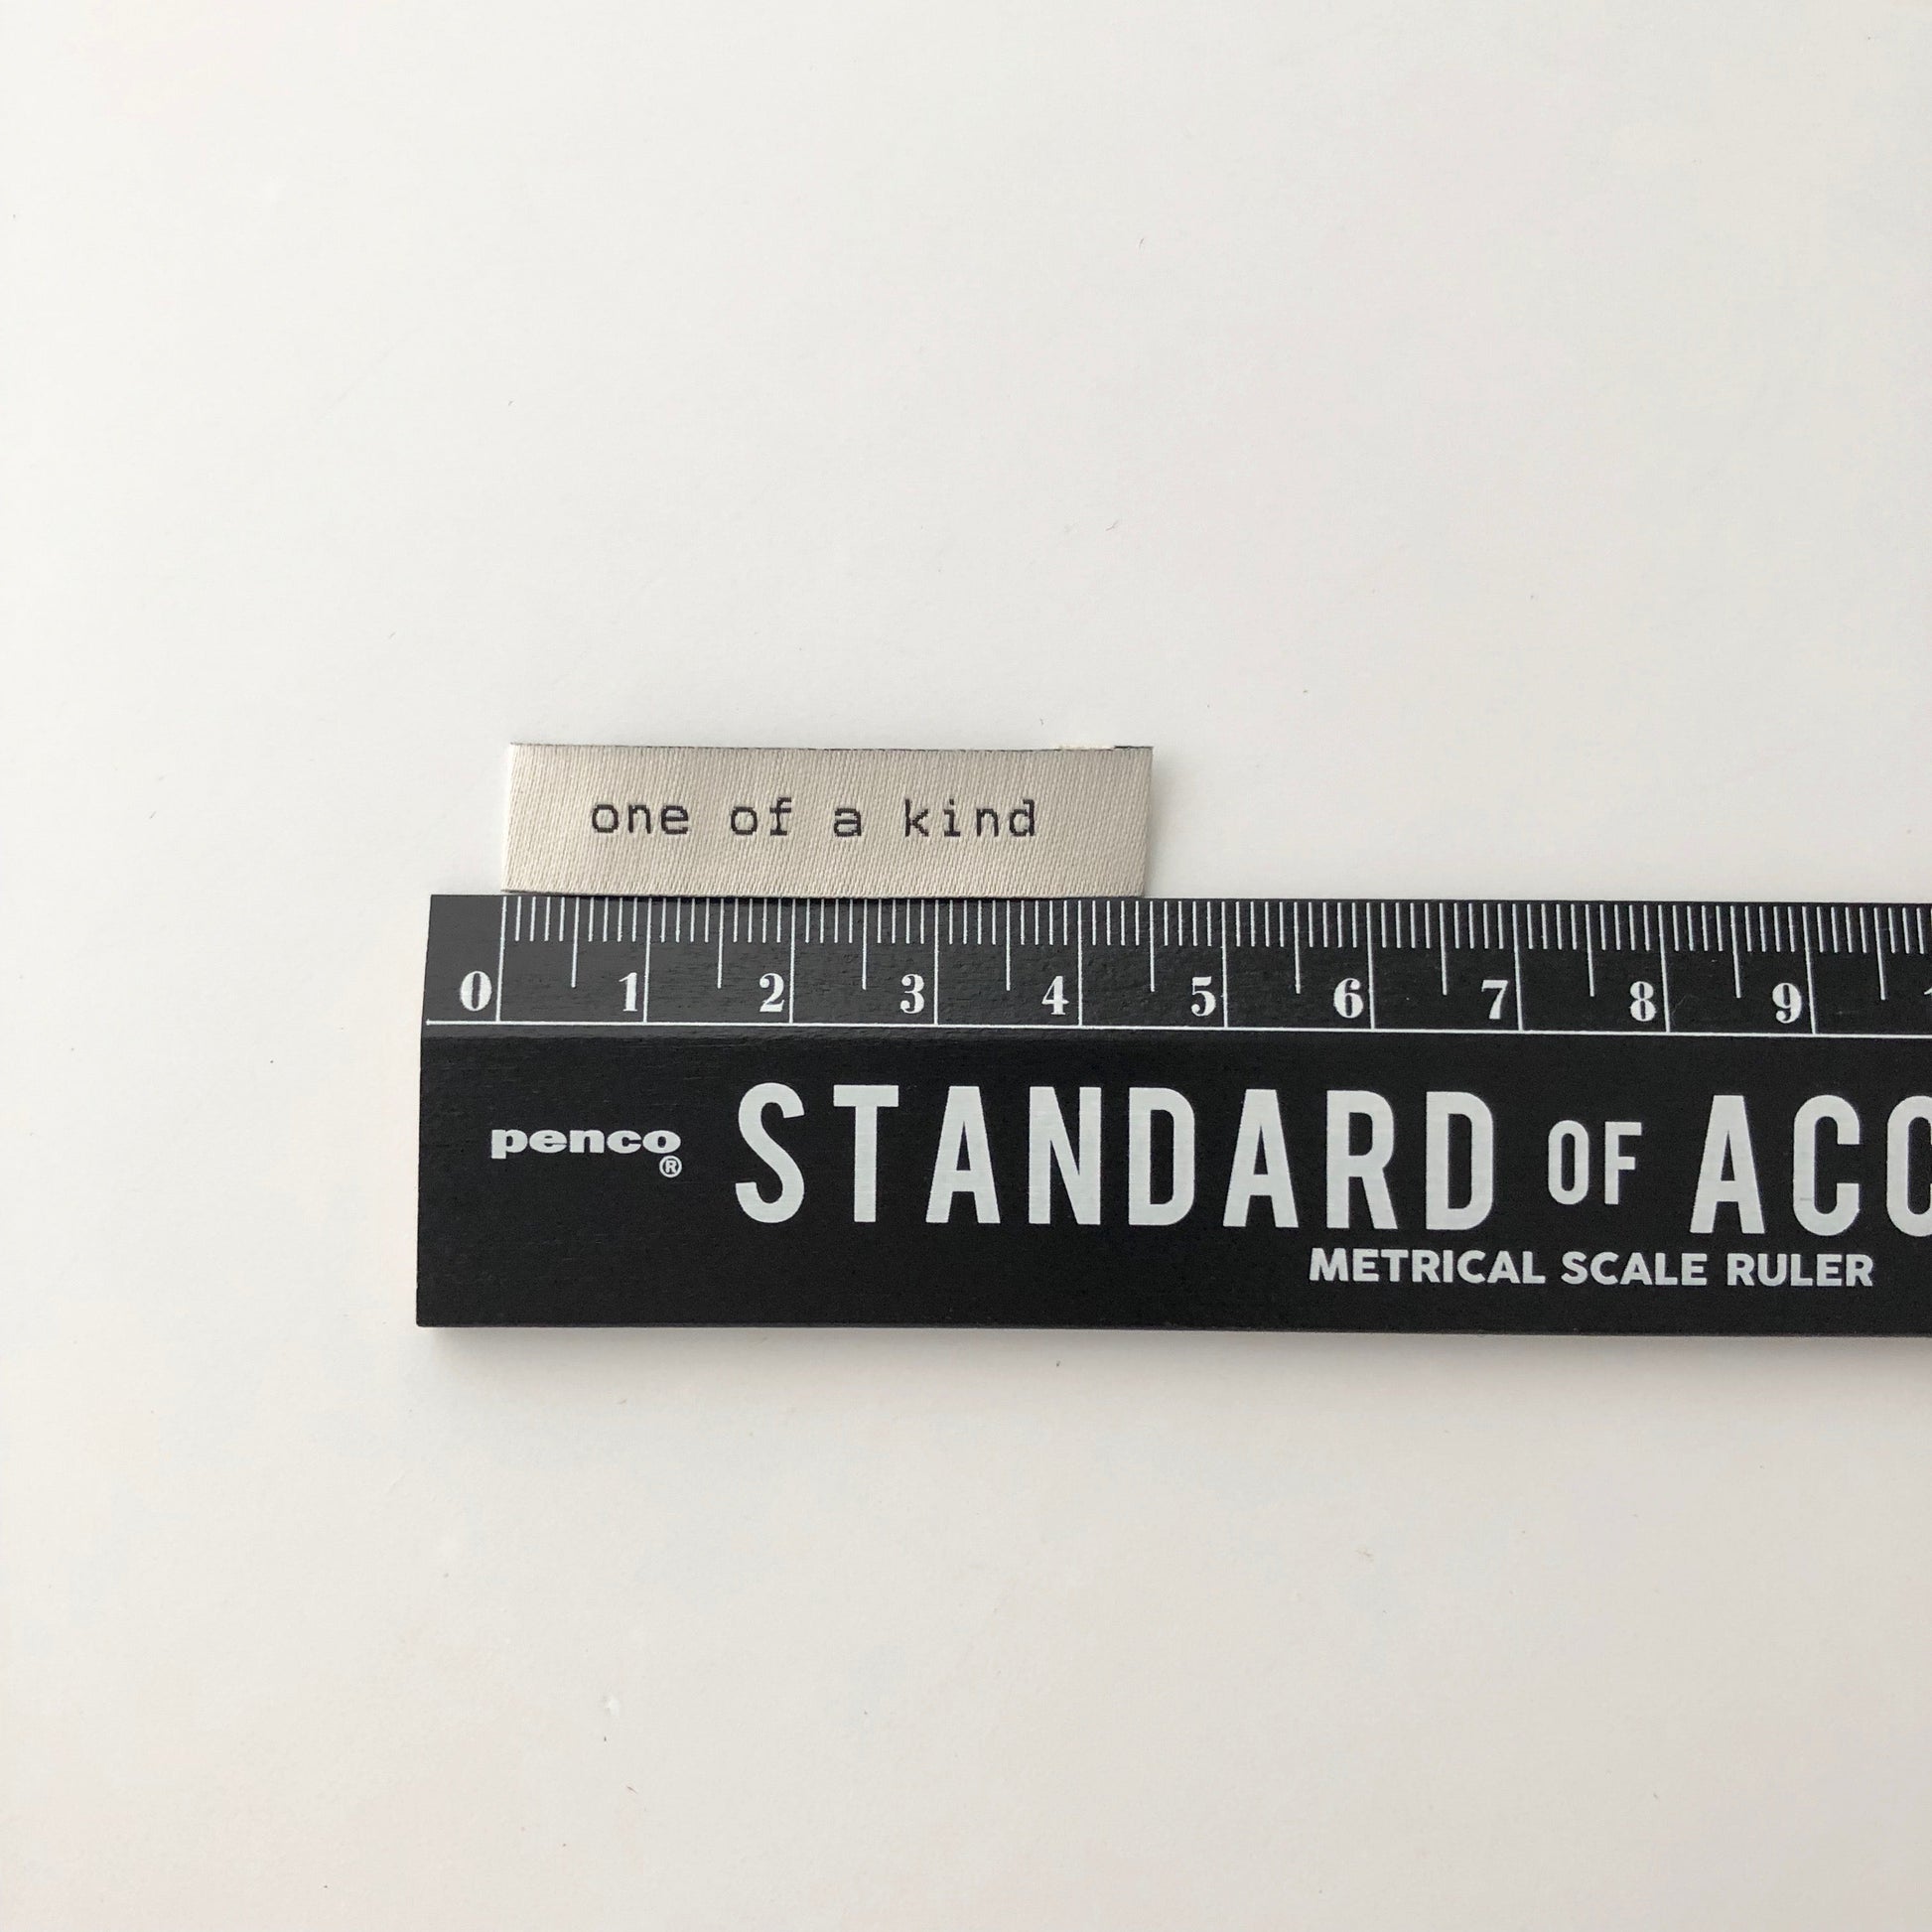 one of a kind
0 1 2 3 4 5 6 7 8 9
penco®
STANDARD OF
METRICAL SCALE RULER